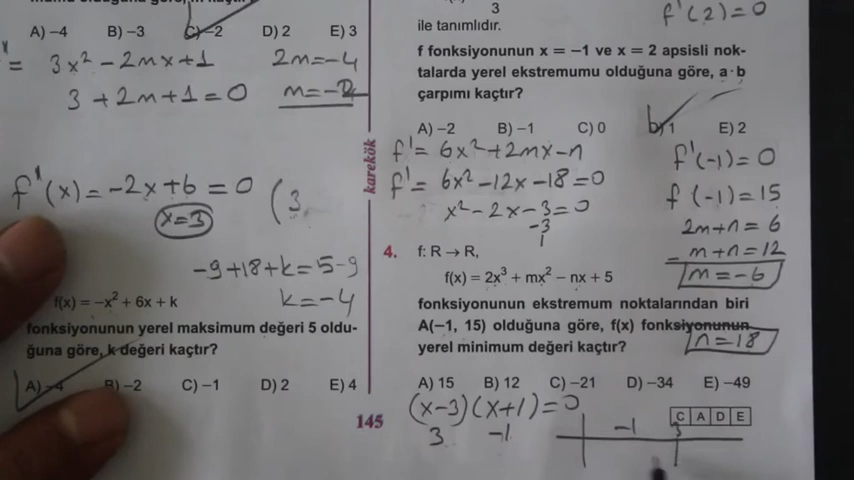 A) −4 B) −3 C) −2 D) 2 E) 3
= 3x² − 2mx + 1 2m = −4
3 + 2m + 1 = 0 m = −2
f'(x) = −2x + 6 = 0 (3,
x=3
−9+18+k = 5−9
k = −4
f(x) = −x² + 6x + k
fonksiyonunun yerel maksimum değeri 5 oldu-
ğuna göre, k değeri kaçtır?
A) −4 B) −2 C) −1 D) 2 E) 4
karekök
145
3
f'(2) = 0
ile tanımlıdır.
f fonksiyonunun x = −1 ve x = 2 apsisli nok-
talarda yerel ekstremumu olduğuna göre, a·b
çarpımı kaçtır?
A) −2 B) −1 C) 0 D) 1 E) 2
f' = 6x² + 2mx − n
f' = 6x² − 12x − 18 = 0
x² − 2x − 3 = 0
−3
1
f'(−1) = 0
f(−1) = 15
2m + n = 6
− m + n = 12
m = −6
n = 18
4. f: R → R,
f(x) = 2x³ + mx² − nx + 5
fonksiyonunun ekstremum noktalarından biri
A(−1, 15) olduğuna göre, f(x) fonksiyonunun
yerel minimum değeri kaçtır?
A) 15 B) 12 C) −21 D) −34 E) −49
(x−3)(x+1) = 0
3 −1
C A D E
−1 3